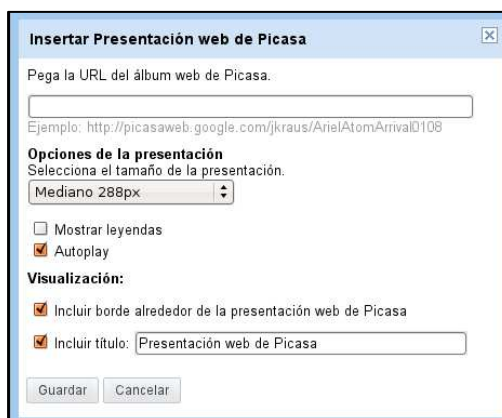 Insertar Presentación web de Picasa
Pega la URL del álbum web de Picasa.
Ejemplo: http://picasaweb.google.com/jkraus/ArielAtomArrival0108
Opciones de la presentación
Selecciona el tamaño de la presentación.
Mediano 288px
Mostrar leyendas
Autoplay
Visualización:
Incluir borde alrededor de la presentación web de Picasa
Incluir título: Presentación web de Picasa
Guardar Cancelar